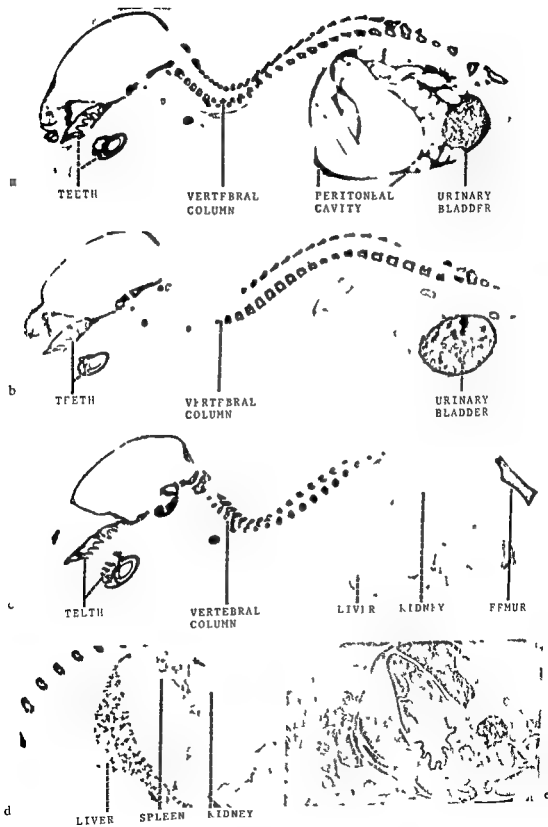 TEETH
VERTEBRAL
COLUMN
PERITONEAL
CAVITY
URINARY
BLADDER
a
TEETH
VERTEBRAL
COLUMN
URINARY
BLADDER
b
TEETH
VERTEBRAL
COLUMN
LIVER
KIDNEY
FEMUR
c
LIVER
SPLEEN
KIDNEY
d
e